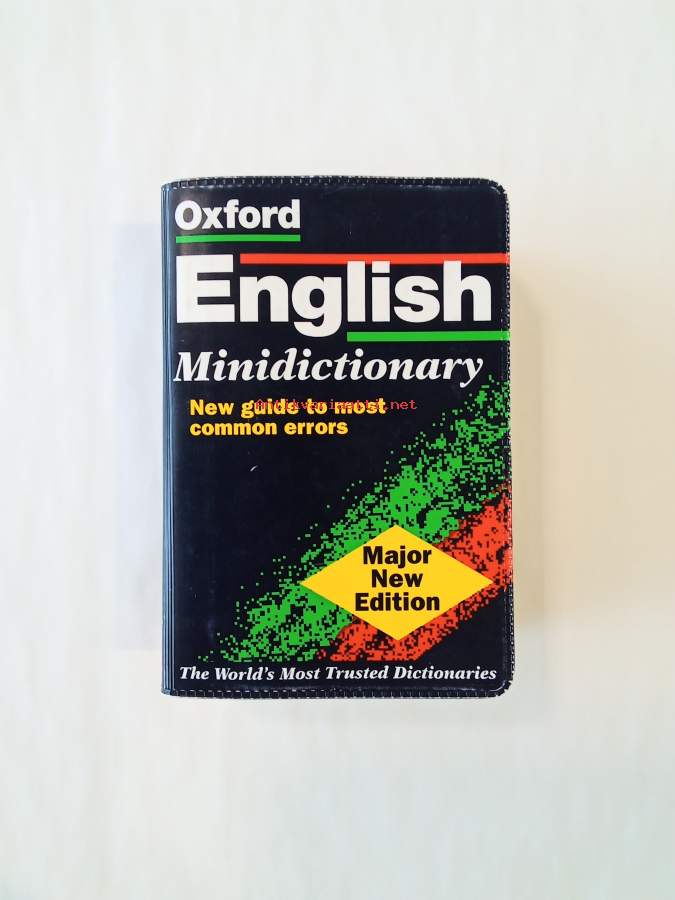 Oxford
English
Minidictionary
New guide to most
common errors
Major
New
Edition
The World's Most Trusted Dictionaries